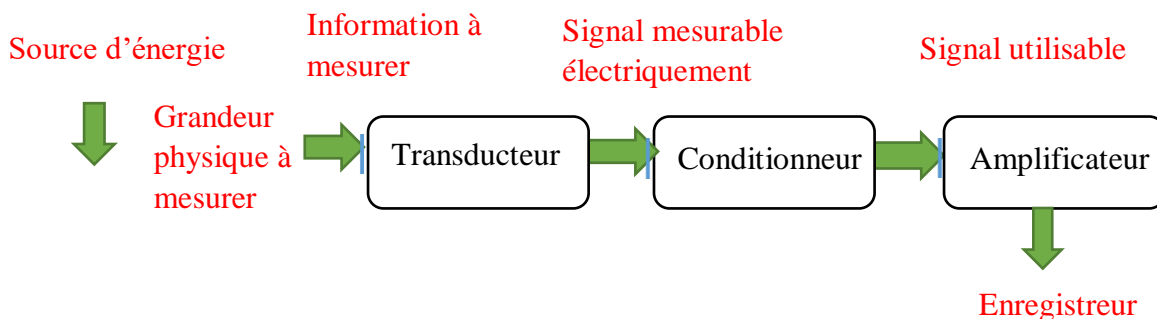 Source d’énergie
Information à
mesurer
Signal mesurable
électriquement
Signal utilisable
Grandeur
physique à
mesurer
Transducteur
Conditionneur
Amplificateur
Enregistreur